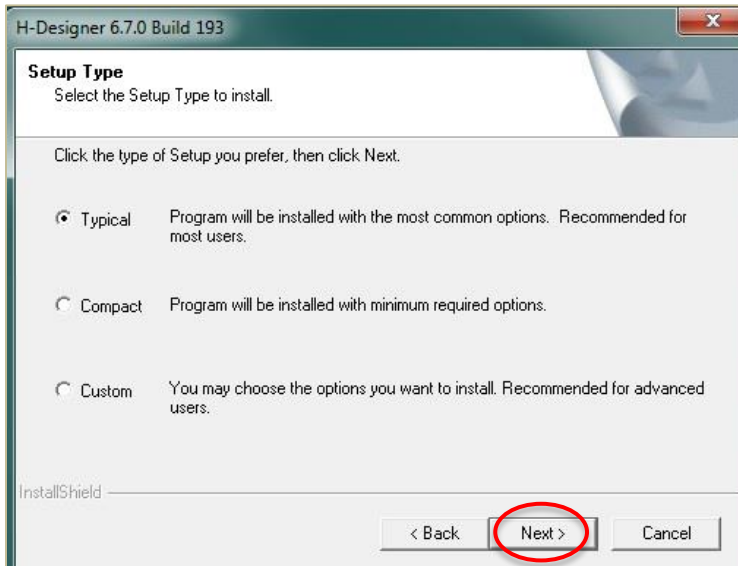 H-Designer 6.7.0 Build 193
Setup Type
Select the Setup Type to install.
Click the type of Setup you prefer, then click Next.
Typical Program will be installed with the most common options. Recommended for
most users.
Compact Program will be installed with minimum required options.
Custom You may choose the options you want to install. Recommended for advanced
users.
InstallShield
< Back Next > Cancel